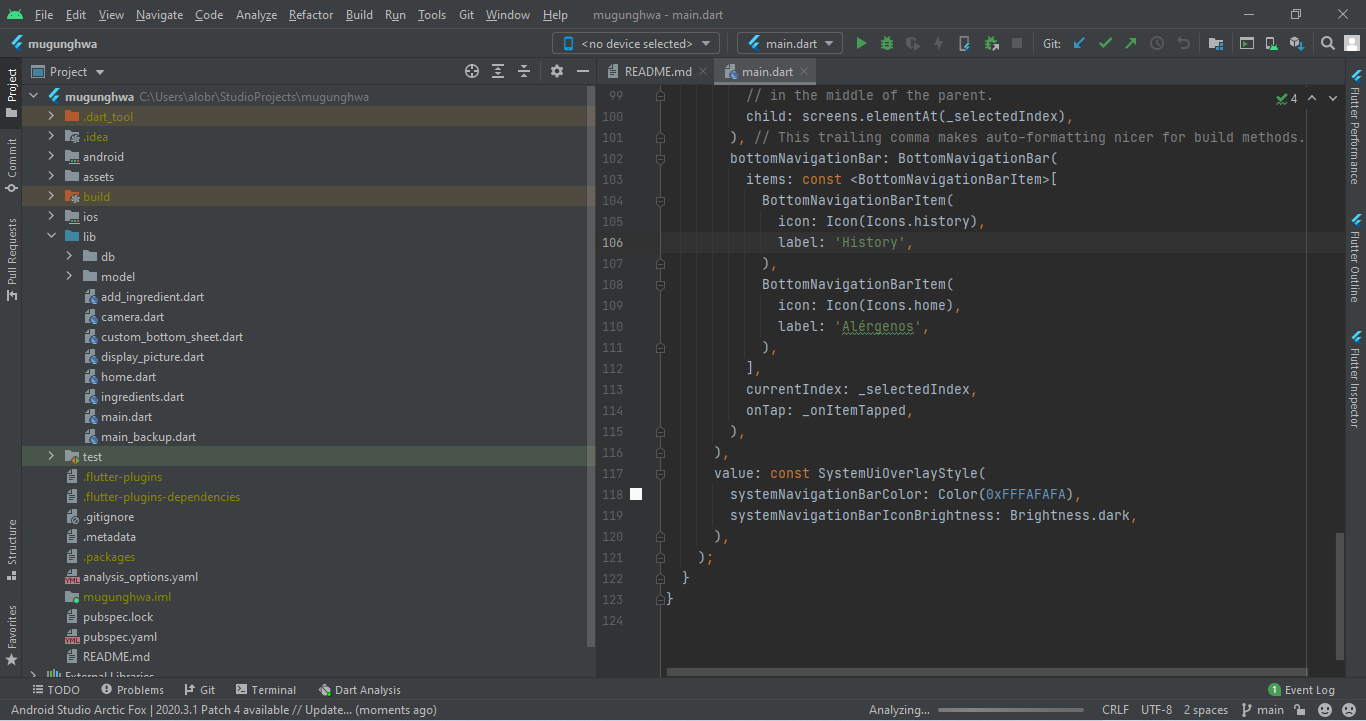 File Edit View Navigate Code Analyze Refactor Build Run Tools Git Window Help mugunghwa - main.dart
mugunghwa <no device selected> main.dart Git:
Project README.md main.dart
Project
Commit
Pull Requests
Structure
Favorites
mugunghwa C:\Users\alobr\StudioProjects\mugunghwa
.dart_tool
.idea
android
assets
build
ios
lib
db
model
add_ingredient.dart
camera.dart
custom_bottom_sheet.dart
display_picture.dart
home.dart
ingredients.dart
main.dart
main_backup.dart
test
.flutter-plugins
.flutter-plugins-dependencies
.gitignore
.metadata
.packages
analysis_options.yaml
mugunghwa.iml
pubspec.lock
pubspec.yaml
README.md
External Libraries
4
99 // in the middle of the parent.
100 child: screens.elementAt(_selectedIndex),
101 ), // This trailing comma makes auto-formatting nicer for build methods.
102 bottomNavigationBar: BottomNavigationBar(
103 items: const <BottomNavigationBarItem>[
104 BottomNavigationBarItem(
105 icon: Icon(Icons.history),
106 label: 'History',
107 ),
108 BottomNavigationBarItem(
109 icon: Icon(Icons.home),
110 label: 'Alérgenos',
111 ),
112 ],
113 currentIndex: _selectedIndex,
114 onTap: _onItemTapped,
115 ),
116 ),
117 value: const SystemUiOverlayStyle(
118 systemNavigationBarColor: Color(0xFFFAFAFA),
119 systemNavigationBarIconBrightness: Brightness.dark,
120 ),
121 );
122 }
123 }
124
Flutter Performance
Flutter Outline
Flutter Inspector
TODO Problems Git Terminal Dart Analysis 1 Event Log
Android Studio Arctic Fox | 2020.3.1 Patch 4 available // Update... (moments ago) Analyzing... CRLF UTF-8 2 spaces main